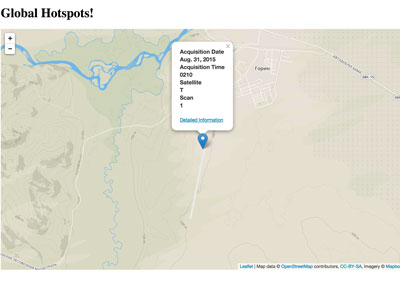 Global Hotspots!
+
−
×
Acquisition Date
Aug. 31, 2015
Acquisition Time
0210
Satellite
T
Scan
1
Detailed Information
Leaflet | Map data © OpenStreetMap contributors, CC-BY-SA, Imagery © Mapbo